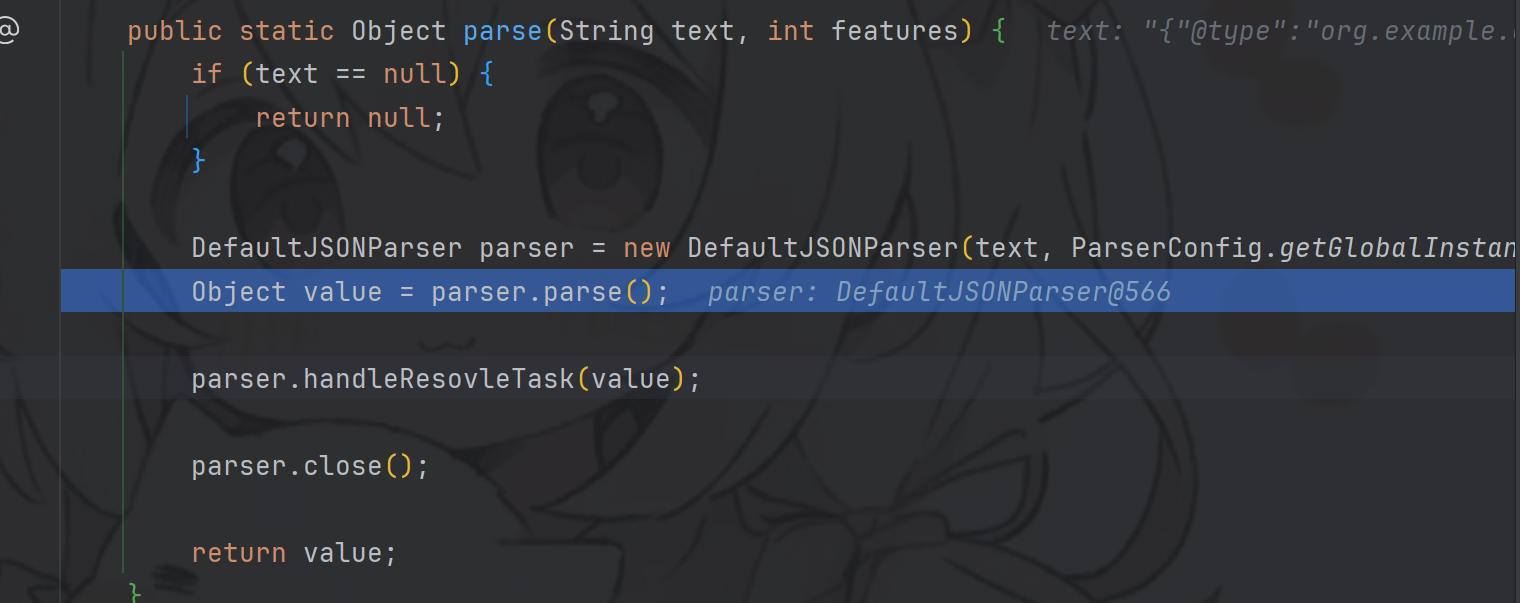 @
public static Object parse(String text, int features) { text: "{"@type":"org.example.
if (text == null) {
return null;
}
DefaultJSONParser parser = new DefaultJSONParser(text, ParserConfig.getGlobalInstan
Object value = parser.parse(); parser: DefaultJSONParser@566
parser.handleResovleTask(value);
parser.close();
return value;
}